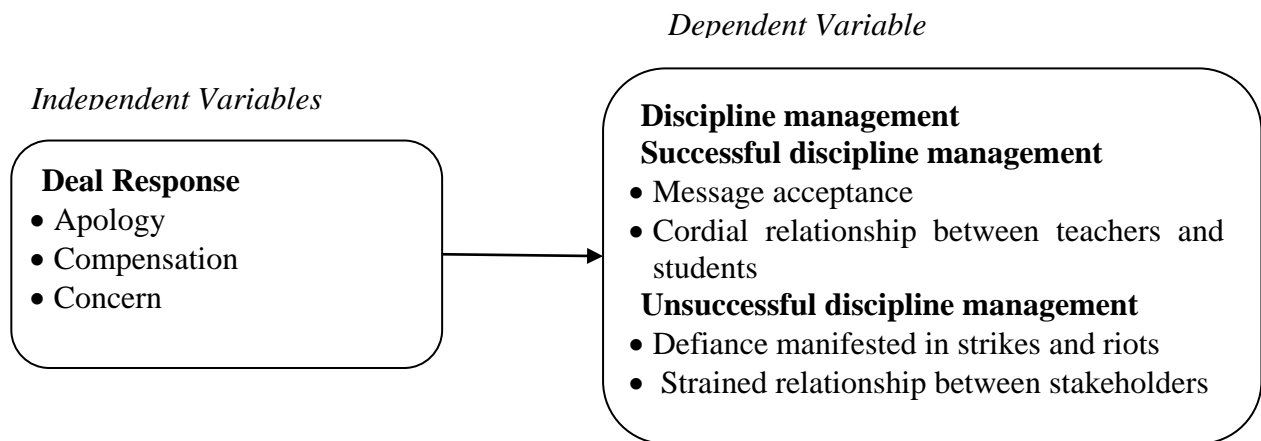 Dependent Variable
Independent Variables
Deal Response
• Apology
• Compensation
• Concern
Discipline management
Successful discipline management
• Message acceptance
• Cordial relationship between teachers and
students
Unsuccessful discipline management
• Defiance manifested in strikes and riots
• Strained relationship between stakeholders